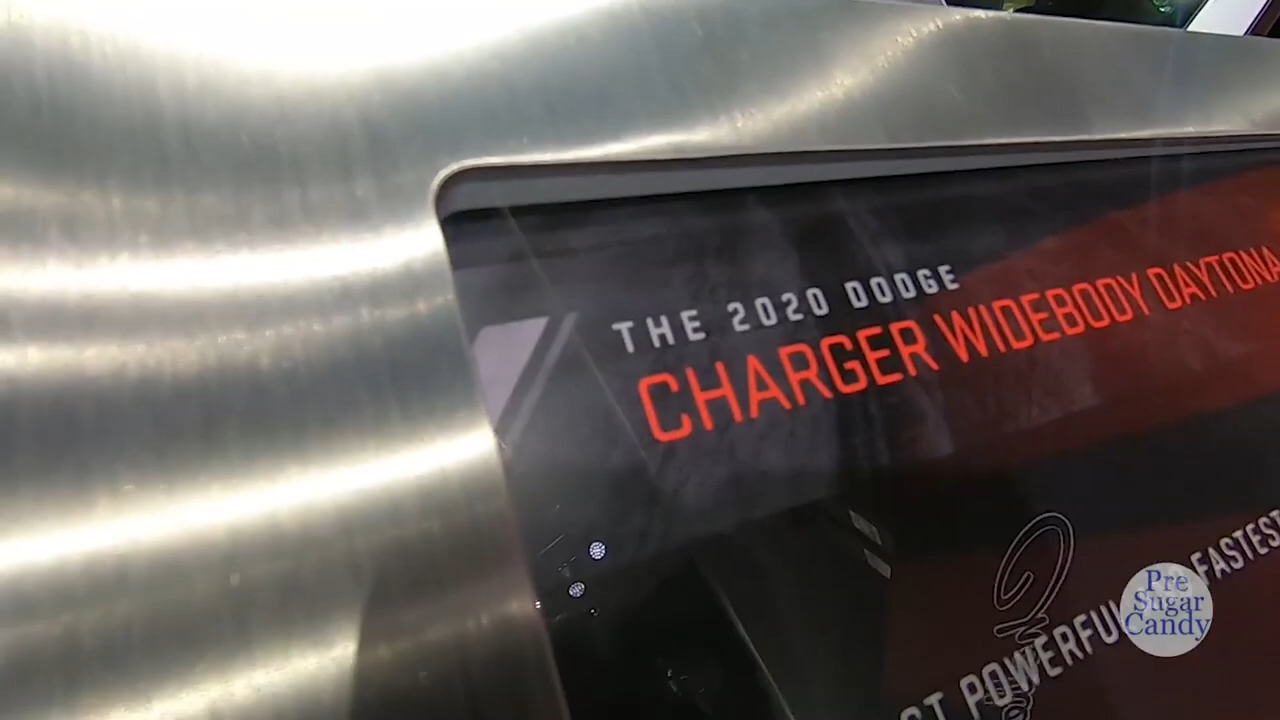 THE 2020 DODGE
CHARGER WIDEBODY DAYTONA
POWERFUL
FASTEST
Pre
Sugar
Candy